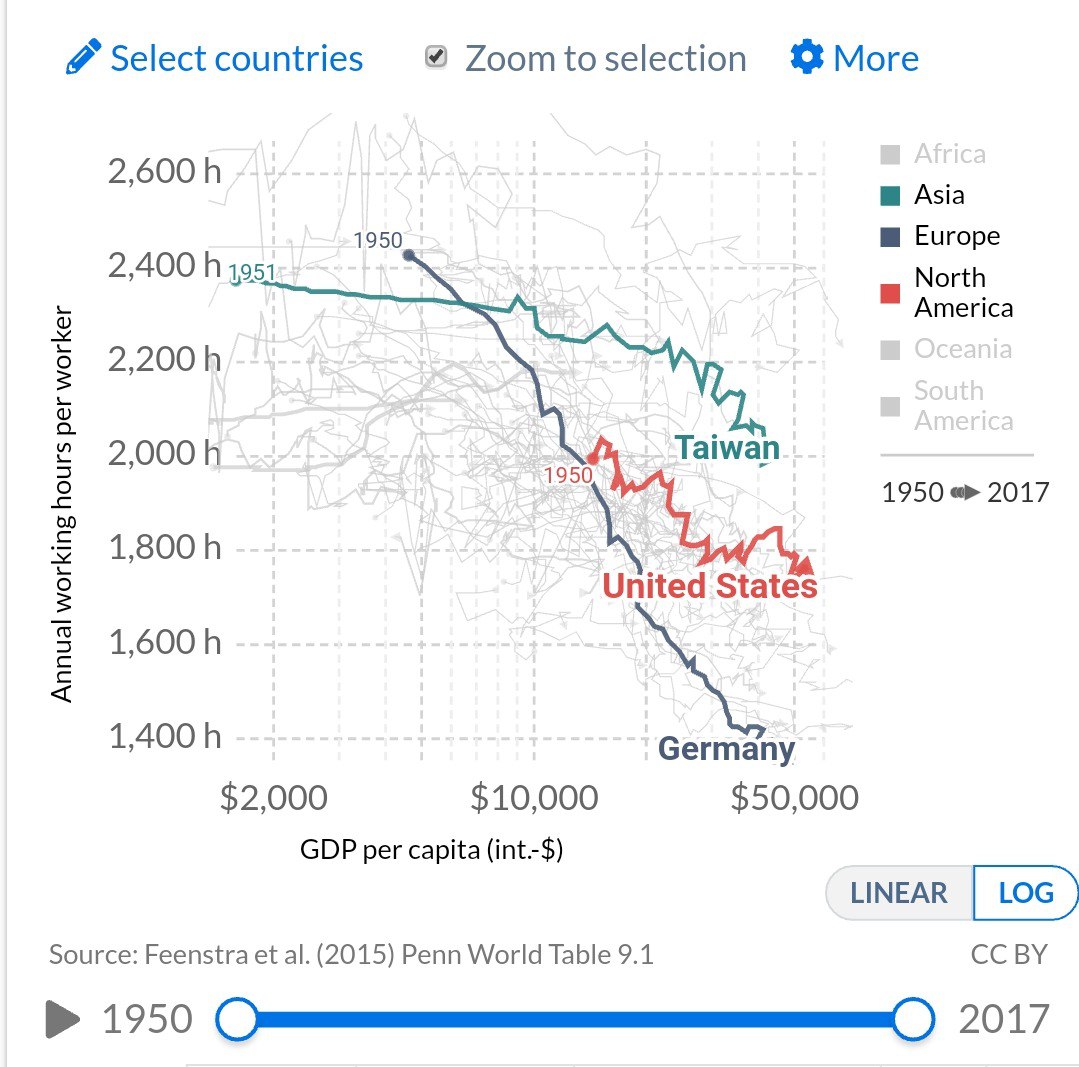 Select countries
Zoom to selection
More
2,600 h
2,400 h
2,200 h
2,000 h
1,800 h
1,600 h
1,400 h
Annual working hours per worker
1950
1951
1950
Taiwan
United States
Germany
Africa
Asia
Europe
North
America
Oceania
South
America
1950 2017
$2,000
$10,000
$50,000
GDP per capita (int.-$)
LINEAR
LOG
Source: Feenstra et al. (2015) Penn World Table 9.1
CC BY
1950
2017